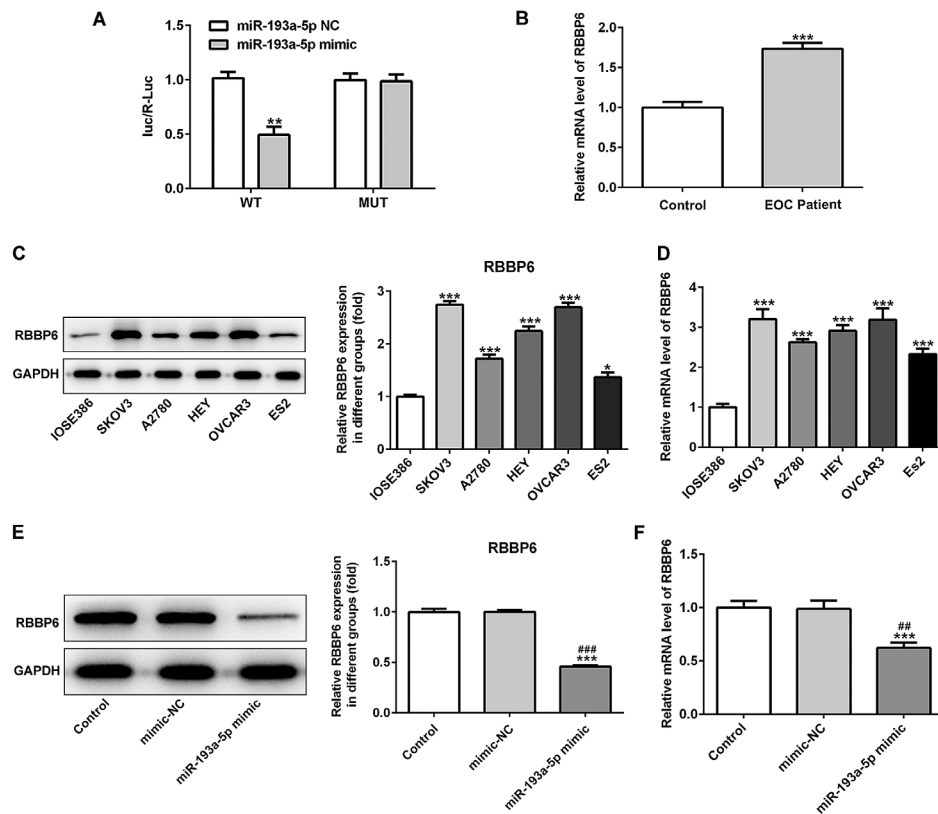 A
miR-193a-5p NC
miR-193a-5p mimic
luc/R-Luc
1.5
1.0
0.5
0.0
**
WT
MUT
B
Relative mRNA level of RBBP6
2.0
1.5
1.0
0.5
0.0
***
Control
EOC Patient
C
RBBP6
GAPDH
IOSE386
SKOV3
A2780
HEY
OVCAR3
ES2
RBBP6
Relative RBBP6 expression
in different groups (fold)
3
2
1
0
***
***
***
***
*
IOSE386
SKOV3
A2780
HEY
OVCAR3
ES2
D
Relative mRNA level of RBBP6
4
3
2
1
0
***
***
***
***
***
IOSE386
SKOV3
A2780
HEY
OVCAR3
Es2
E
RBBP6
GAPDH
Control
mimic-NC
miR-193a-5p mimic
RBBP6
Relative RBBP6 expression
in different groups (fold)
1.5
1.0
0.5
0.0
###
***
Control
mimic-NC
miR-193a-5p mimic
F
Relative mRNA level of RBBP6
1.5
1.0
0.5
0.0
##
***
Control
mimic-NC
miR-193a-5p mimic